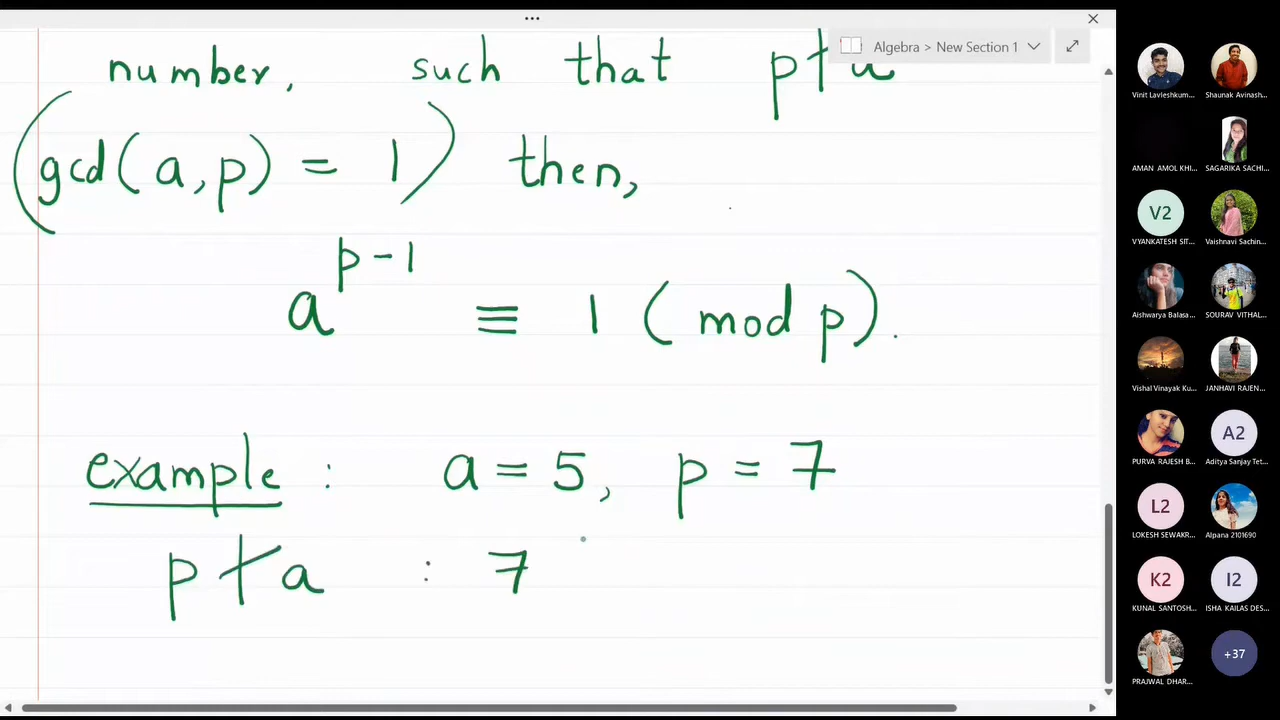 Algebra > New Section 1
number, such that p∤a
(gcd(a,p) = 1) then,
a^{p-1} ≡ 1 (mod p).
example : a = 5, p = 7
p∤a : 7
Vinit Lavieshkum...
Shaunak Avinash...
AMAN AMOL KHI...
SAGARIKA SACHI...
V2
VYANKATESH SIT...
Vaishnavi Sachin...
Aishwarya Balasa...
SOURAV VITHAL...
Vishal Vinayak Ku...
JANHAVI RAJEN...
PURVA RAJESH B...
A2
Aditya Sanjay Tet...
L2
LOKESH SEWAKR...
Alpana 2101690
K2
KUNAL SANTOSH...
I2
ISHA KAILAS DES...
PRAJWAL DHAR...
+37